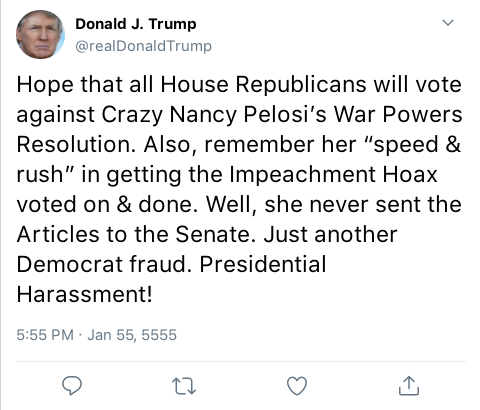 Donald J. Trump
@realDonaldTrump
Hope that all House Republicans will vote
against Crazy Nancy Pelosi’s War Powers
Resolution. Also, remember her “speed &
rush” in getting the Impeachment Hoax
voted on & done. Well, she never sent the
Articles to the Senate. Just another
Democrat fraud. Presidential
Harassment!
5:55 PM · Jan 55, 5555